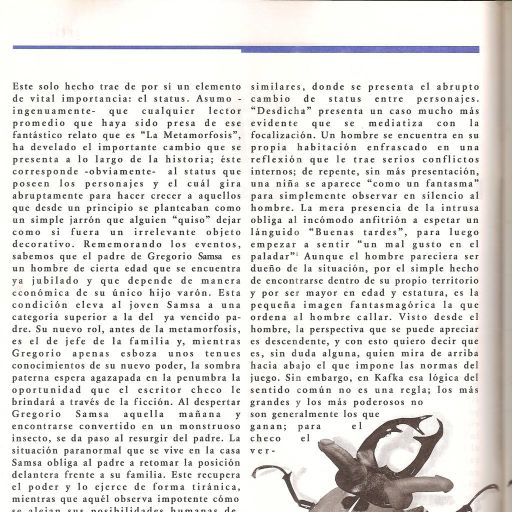 Este solo hecho trae de por si un elemento
de vital importancia: el status. Asumo -
ingenuamente- que cualquier lector
promedio que haya sido presa de ese
fantástico relato que es “La Metamorfosis”,
ha develado el importante cambio que se
presenta a lo largo de la historia; éste
corresponde -obviamente- al status que
poseen los personajes y el cuál gira
abruptamente para hacer crecer a aquellos
que desde un principio se planteaban como
un simple jarrón que alguien “quiso” dejar
como si fuera un irrelevante objeto
decorativo. Rememorando los eventos,
sabemos que el padre de Gregorio Samsa es
un hombre de cierta edad que se encuentra
ya jubilado y que depende de manera
económica de su único hijo varón. Esta
condición eleva al joven Samsa a una
categoría superior a la del ya vencido pa-
dre. Su nuevo rol, antes de la metamorfosis,
es el de jefe de la familia y, mientras
Gregorio apenas esboza unos tenues
conocimientos de su nuevo poder, la sombra
paterna espera agazapada en la penumbra la
oportunidad que el escritor checo le
brindará a través de la ficción. Al despertar
Gregorio Samsa aquella mañana y
encontrarse convertido en un monstruoso
insecto, se da paso al resurgir del padre. La
situación paranormal que se vive en la casa
Samsa obliga al padre a retomar la posición
delantera frente a su familia. Este recupera
el poder y lo ejerce de forma tiránica,
mientras que aquél observa impotente cómo
se alejan sus posibilidades humanas de
similares, donde se presenta el abrupto
cambio de status entre personajes.
“Desdicha” presenta un caso mucho más
evidente que se mediatiza con la
focalización. Un hombre se encuentra en su
propia habitación enfrascado en una
reflexión que le trae serios conflictos
internos; de repente, sin más presentación,
una niña se aparece “como un fantasma”
para simplemente observar en silencio al
hombre. La mera presencia de la intrusa
obliga al incómodo anfitrión a espetar un
lánguido “Buenas tardes”, para luego
empezar a sentir “un mal gusto en el
paladar” Aunque el hombre pareciera ser
dueño de la situación, por el simple hecho
de encontrarse dentro de su propio territorio
y por ser mayor en edad y estatura, es la
pequeña imagen fantasmagórica la que
ordena al hombre callar. Visto desde el
hombre, la perspectiva que se puede apreciar
es descendente, y con esto quiero decir que
es, sin duda alguna, quien mira de arriba
hacia abajo el que impone las normas del
juego. Sin embargo, en Kafka esa lógica del
sentido común no es una regla; los más
grandes y los más poderosos no
son generalmente los que
ganan; para el
checo el
ver-